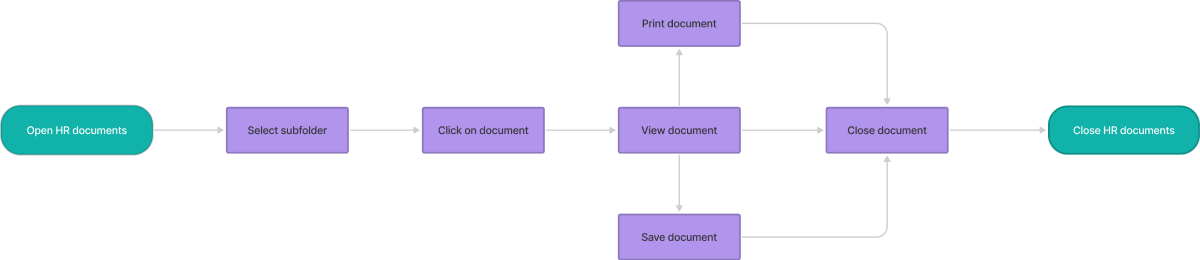 Print document
Open HR documents
Select subfolder
Click on document
View document
Close document
Close HR documents
Save document